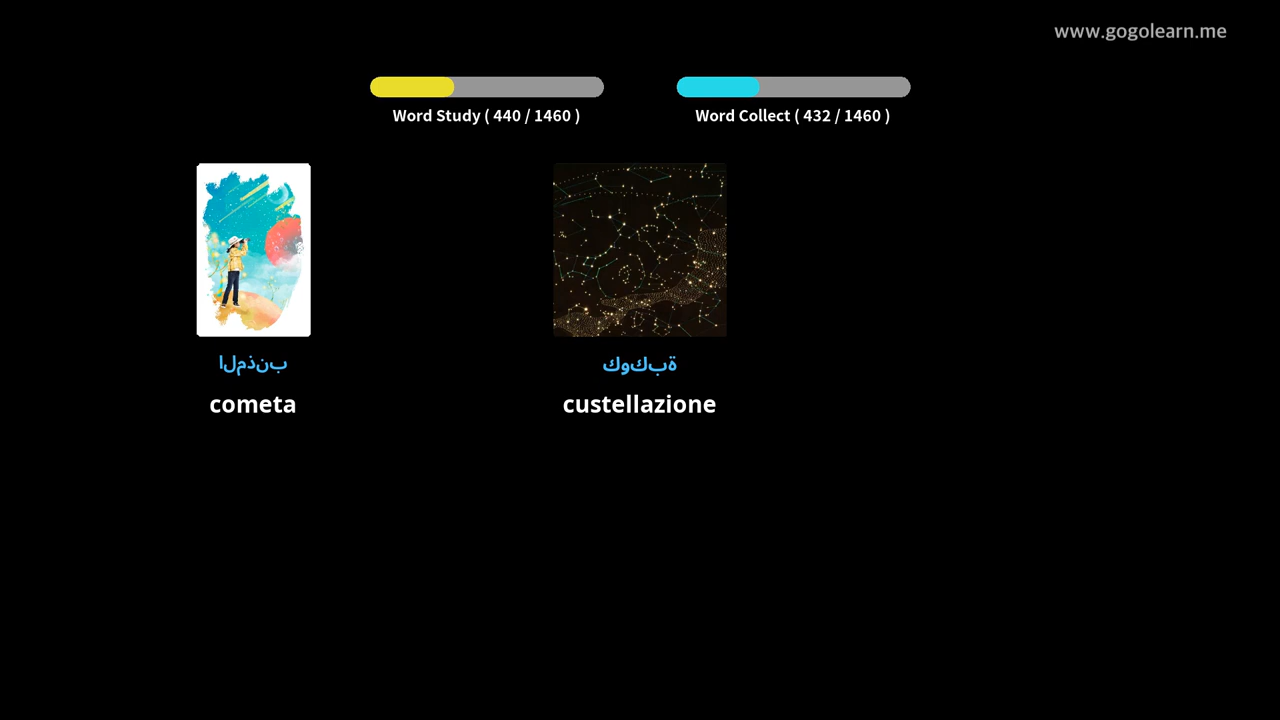 www.gogolearn.me
Word Study ( 440 / 1460 )
Word Collect ( 432 / 1460 )
المذنب
cometa
كوكبة
custellazione